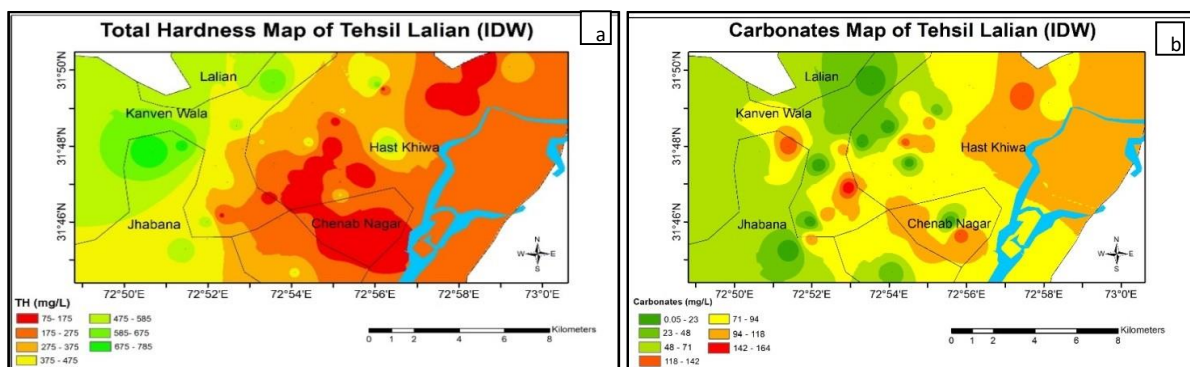 Total Hardness Map of Tehsil Lalian (IDW)
a
31°50'N
31°48'N
31°46'N
Lalian
Kanven Wala
Hast Khiwa
Jhabana
Chenab Nagar
N
W E
S
72°50'E 72°52'E 72°54'E 72°56'E 72°58'E 73°0'E
TH (mg/L)
75- 175
175 - 275
275 - 375
375 - 475
475 - 585
585- 675
675 - 785
Kilometers
0 1 2 4 6 8
Carbonates Map of Tehsil Lalian (IDW)
b
31°50'N
31°48'N
31°46'N
Lalian
Kanven Wala
Hast Khiwa
Jhabana
Chenab Nagar
N
W E
S
72°50'E 72°52'E 72°54'E 72°56'E 72°58'E 73°0'E
Carbonates (mg/L)
0.05 - 23
23 - 48
48 - 71
118 - 142
71 - 94
94 - 118
142 - 164
Kilometers
0 1 2 4 6 8